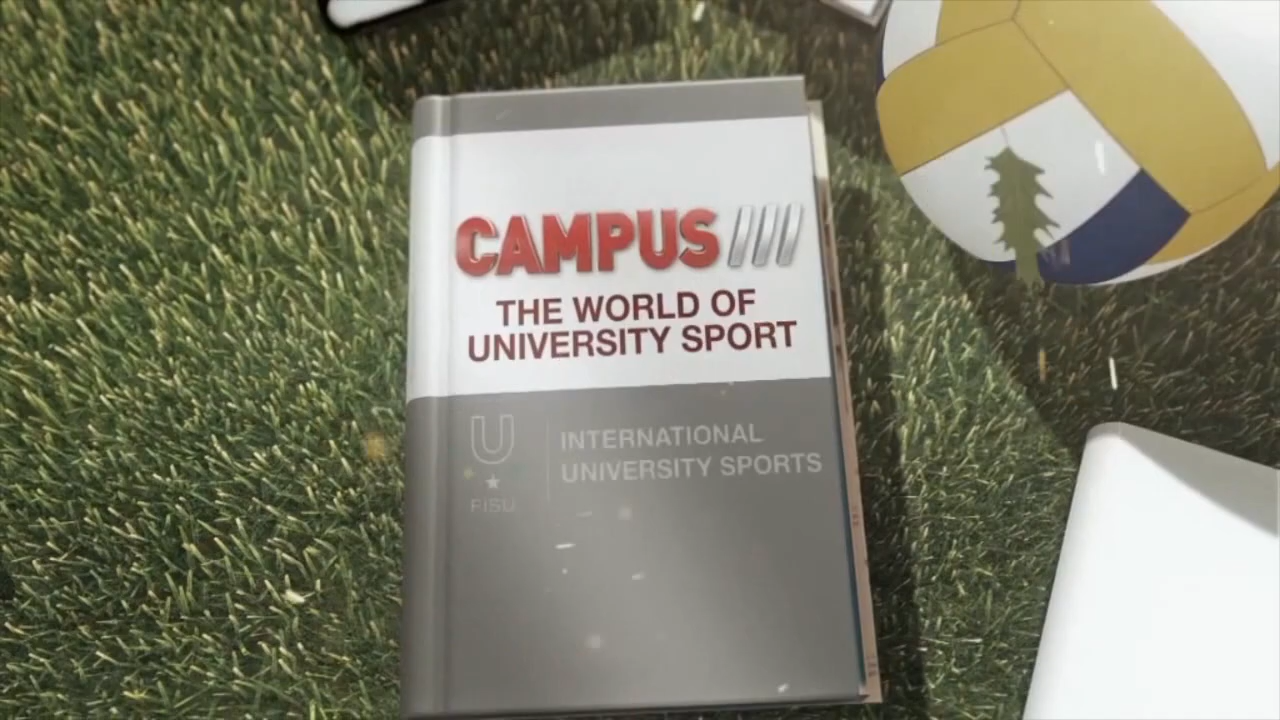 CAMPUS
THE WORLD OF
UNIVERSITY SPORT
U
FISU
INTERNATIONAL
UNIVERSITY SPORTS